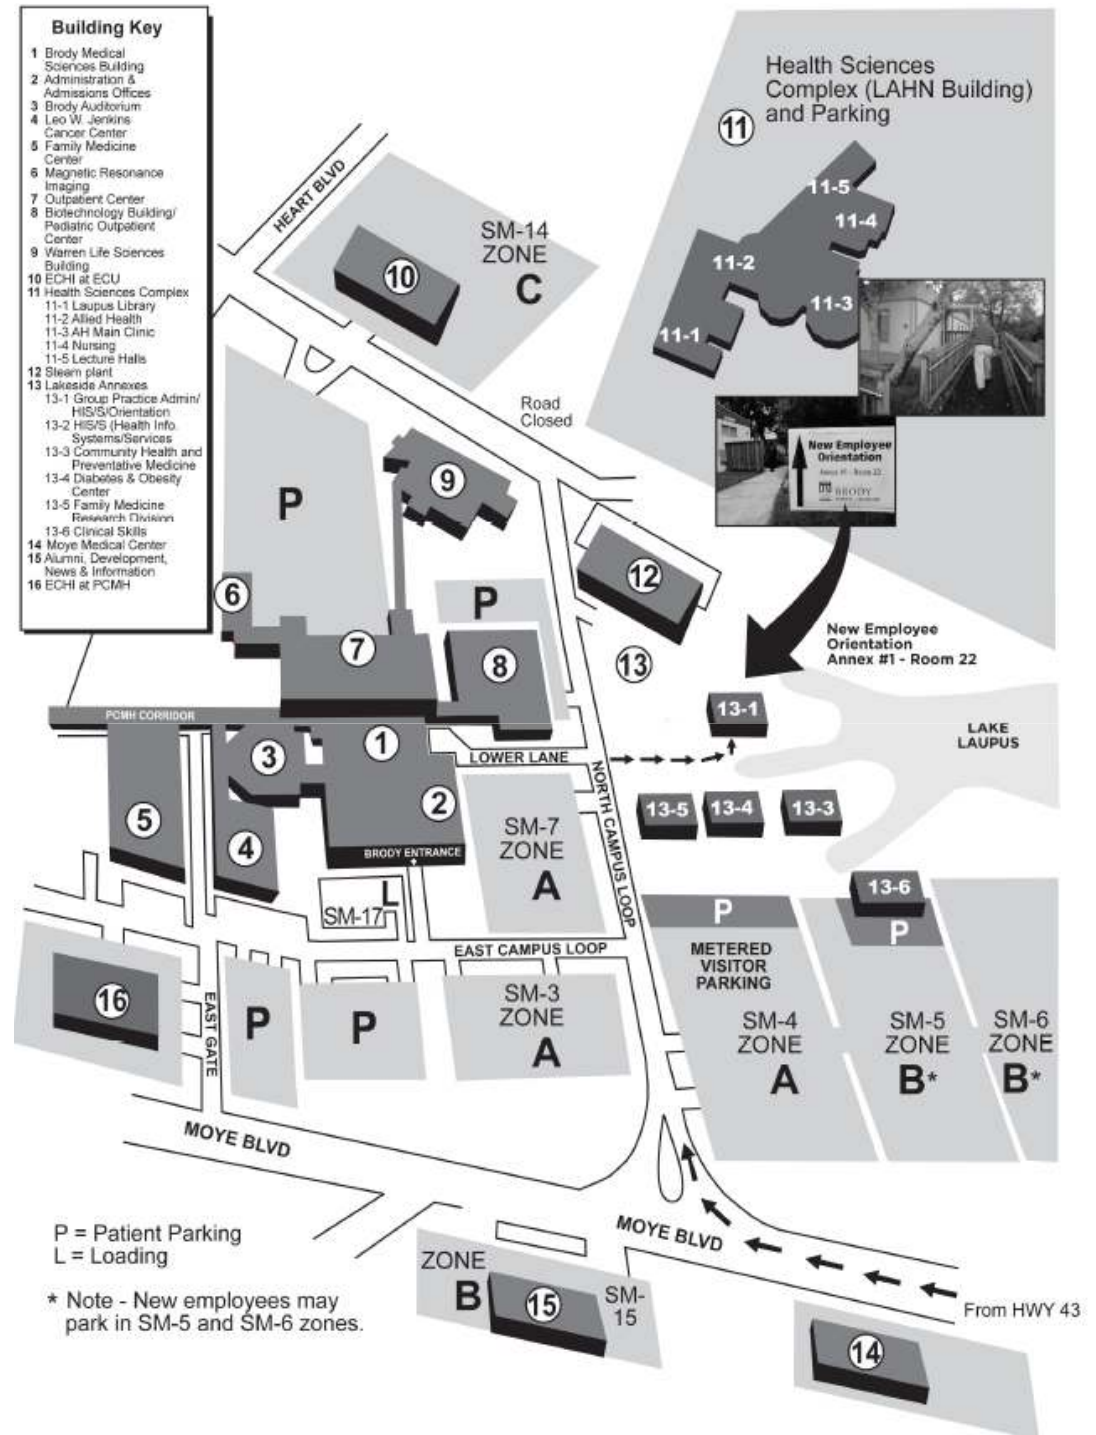 Building Key
1 Brody Medical
Sciences Building
2 Administration &
Admissions Offices
3 Brody Auditorium
4 Leo W. Jenkins
Cancer Center
5 Family Medicine
Center
6 Magnetic Resonance
Imaging
7 Outpatient Center
8 Biotechnology Building/
Pediatric Outpatient
Center
9 Warren Life Sciences
Building
10 ECHI at ECU
11 Health Sciences Complex
11-1 Laupus Library
11-2 Allied Health
11-3 AH Main Clinic
11-4 Nursing
11-5 Lecture Halls
12 Steam plant
13 Lakeside Annexes
13-1 Group Practice Admin/
HIS/S/Orientation
13-2 HIS/S (Health Info.
Systems/Services
13-3 Community Health and
Preventative Medicine
13-4 Diabetes & Obesity
Center
13-5 Family Medicine
Research Division
13-6 Clinical Skills
14 Moye Medical Center
15 Alumni, Development,
News & Information
16 ECHI at PCMH
Health Sciences
Complex (LAHN Building)
and Parking
11
11-5
11-4
11-2
11-3
11-1
HEART BLVD
SM-14
ZONE
C
10
Road
Closed
New Employee
Orientation
Annex #1 - Room 22
BRODY
9
P
12
6
P
7
8
13
New Employee
Orientation
Annex #1 - Room 22
13-1
LAKE
LAUPUS
PCMH CORRIDOR
1
3
LOWER LANE
NORTH CAMPUS LOOP
2
13-5
13-4
13-3
5
4
SM-7
ZONE
A
BRODY ENTRANCE
L
SM-17
13-6
P
P
METERED
VISITOR
PARKING
EAST CAMPUS LOOP
16
EAST GATE
P
P
SM-3
ZONE
A
SM-4
ZONE
A
SM-5
ZONE
B*
SM-6
ZONE
B*
MOYE BLVD
MOYE BLVD
P = Patient Parking
L = Loading
* Note - New employees may
park in SM-5 and SM-6 zones.
ZONE
B
15
SM-
15
From HWY 43
14